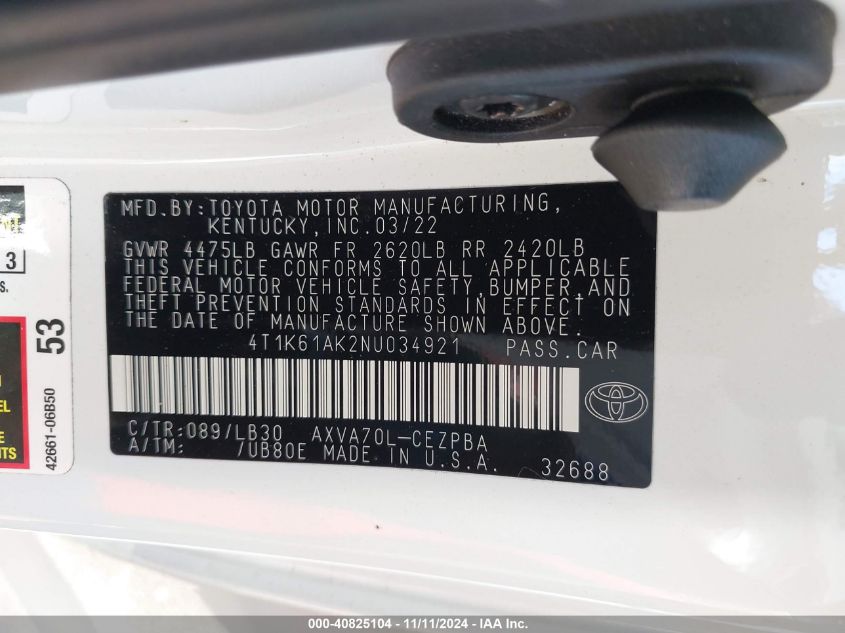 MFD.BY:TOYOTA MOTOR MANUFACTURING,
KENTUCKY,INC.03/22
GVWR 4475LB GAWR FR 2620LB RR 2420LB
THIS VEHICLE CONFORMS TO ALL APPLICABLE
FEDERAL MOTOR VEHICLE SAFETY,BUMPER,AND
THEFT PREVENTION STANDARDS IN EFFECT ON
THE DATE OF MANUFACTURE SHOWN ABOVE.
4T1K61AK2NU034921 PASS.CAR
C/TR:089/LB30 AXVA70L-CEZPBA
A/TM: /UB80E MADE IN U.S.A.
32688
3
S.
53
42661-06B50
EL
NTS
000-40825104 - 11/11/2024 - IAA Inc.